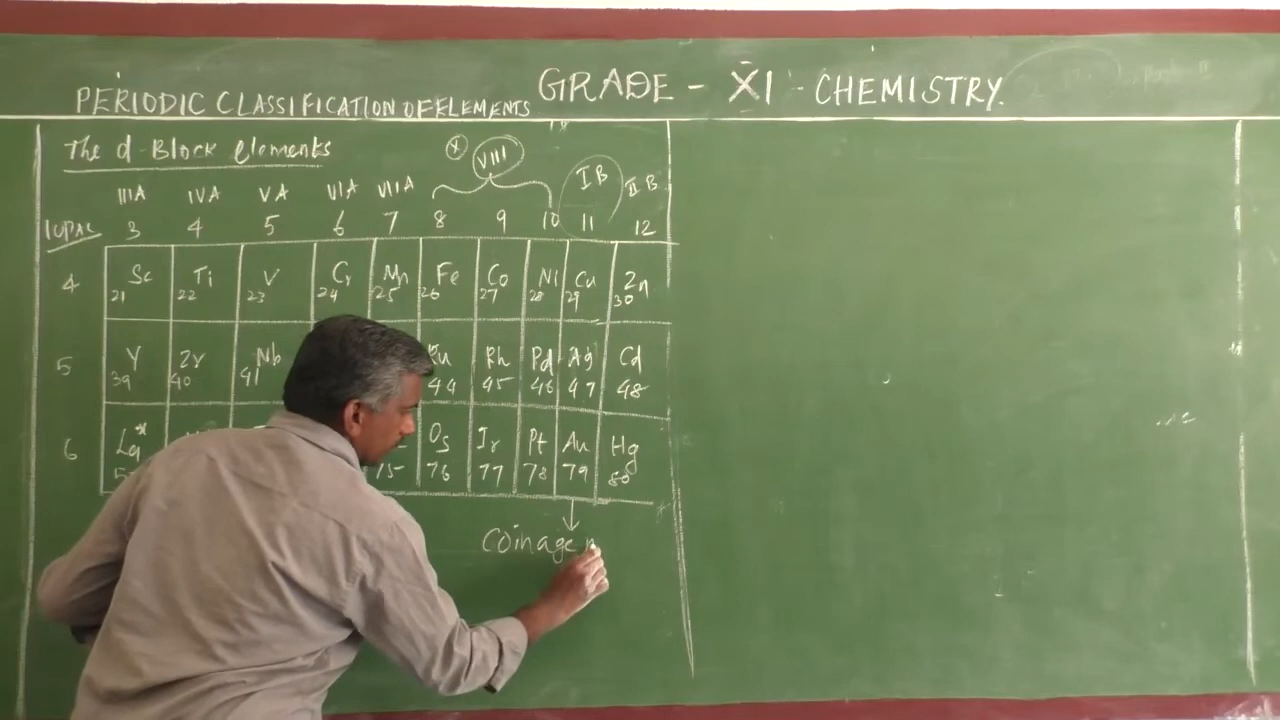 GRADE - XI - CHEMISTRY.
PERIODIC CLASSIFICATION OF ELEMENTS
The d-Block elements
X VIII
IIIA IVA VA VIA VIIA IB IIB
IUPAC 3 4 5 6 7 8 9 10 11 12
4 Sc Ti V Cr Mn Fe Co Ni Cu Zn
21 22 23 24 25 26 27 28 29 30
5 Y Zr Nb Ru Rh Pd Ag Cd
39 40 41 44 45 46 47 48
6 La* Os Ir Pt Au Hg
76 77 78 79 80
Coinage